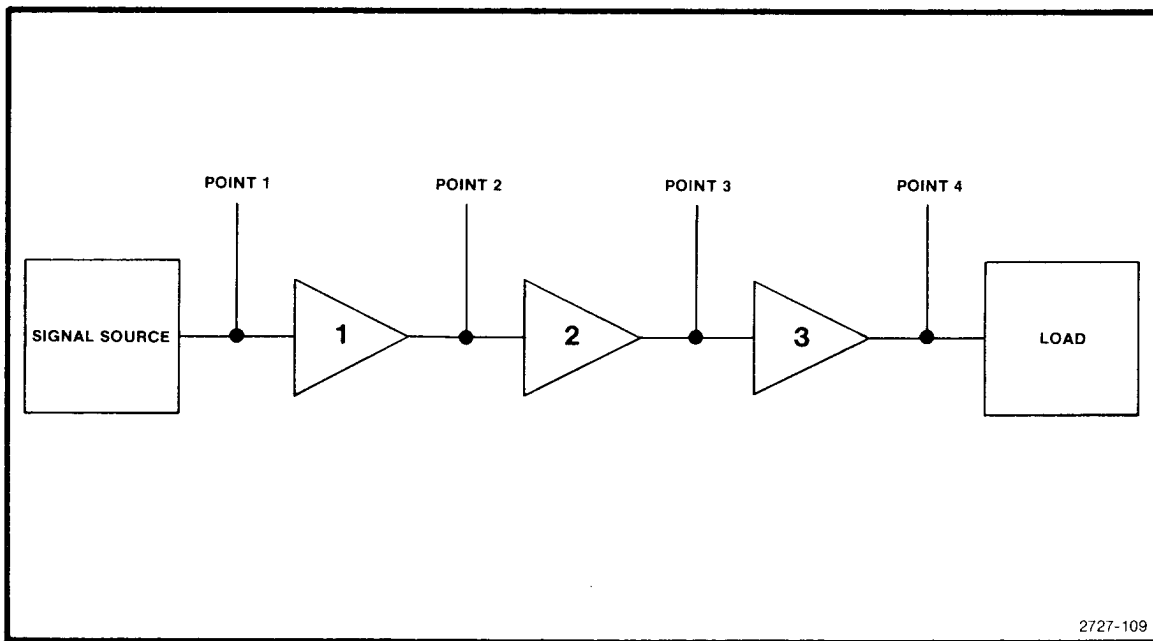 POINT 1
POINT 2
POINT 3
POINT 4
SIGNAL SOURCE
1
2
3
LOAD
2727-109